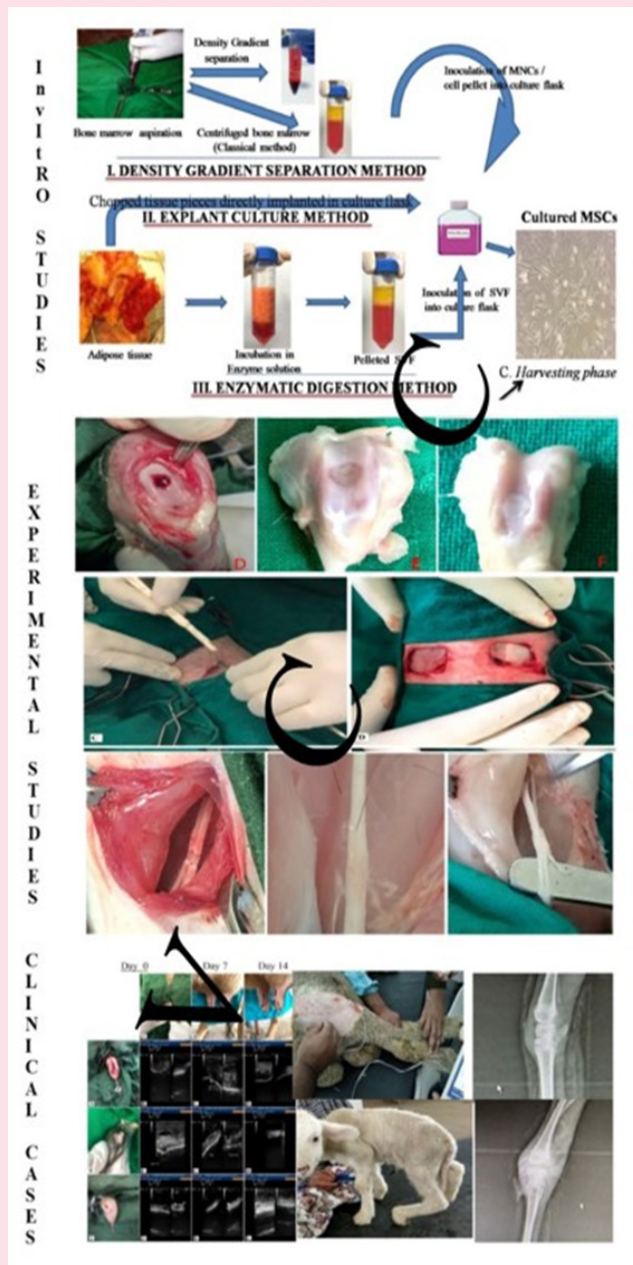 InVItRO STUDIES
Density Gradient
separation
Bone marrow aspiration
Centrifuged bone marrow
(Classical method)
Inoculation of MNCs /
cell pellet into culture flask
I. DENSITY GRADIENT SEPARATION METHOD
Chopped tissue pieces directly implanted in culture flask
II. EXPLANT CULTURE METHOD
Cultured MSCs
Adipose tissue
Incubation in
Enzyme solution
Pelleted SVF
Inoculation of SVF
into culture flask
III. ENZYMATIC DIGESTION METHOD
C. Harvesting phase
EXPERIMENTAL STUDIES
D
E
F
CLINICAL CASES
Day 0
Day 7
Day 14